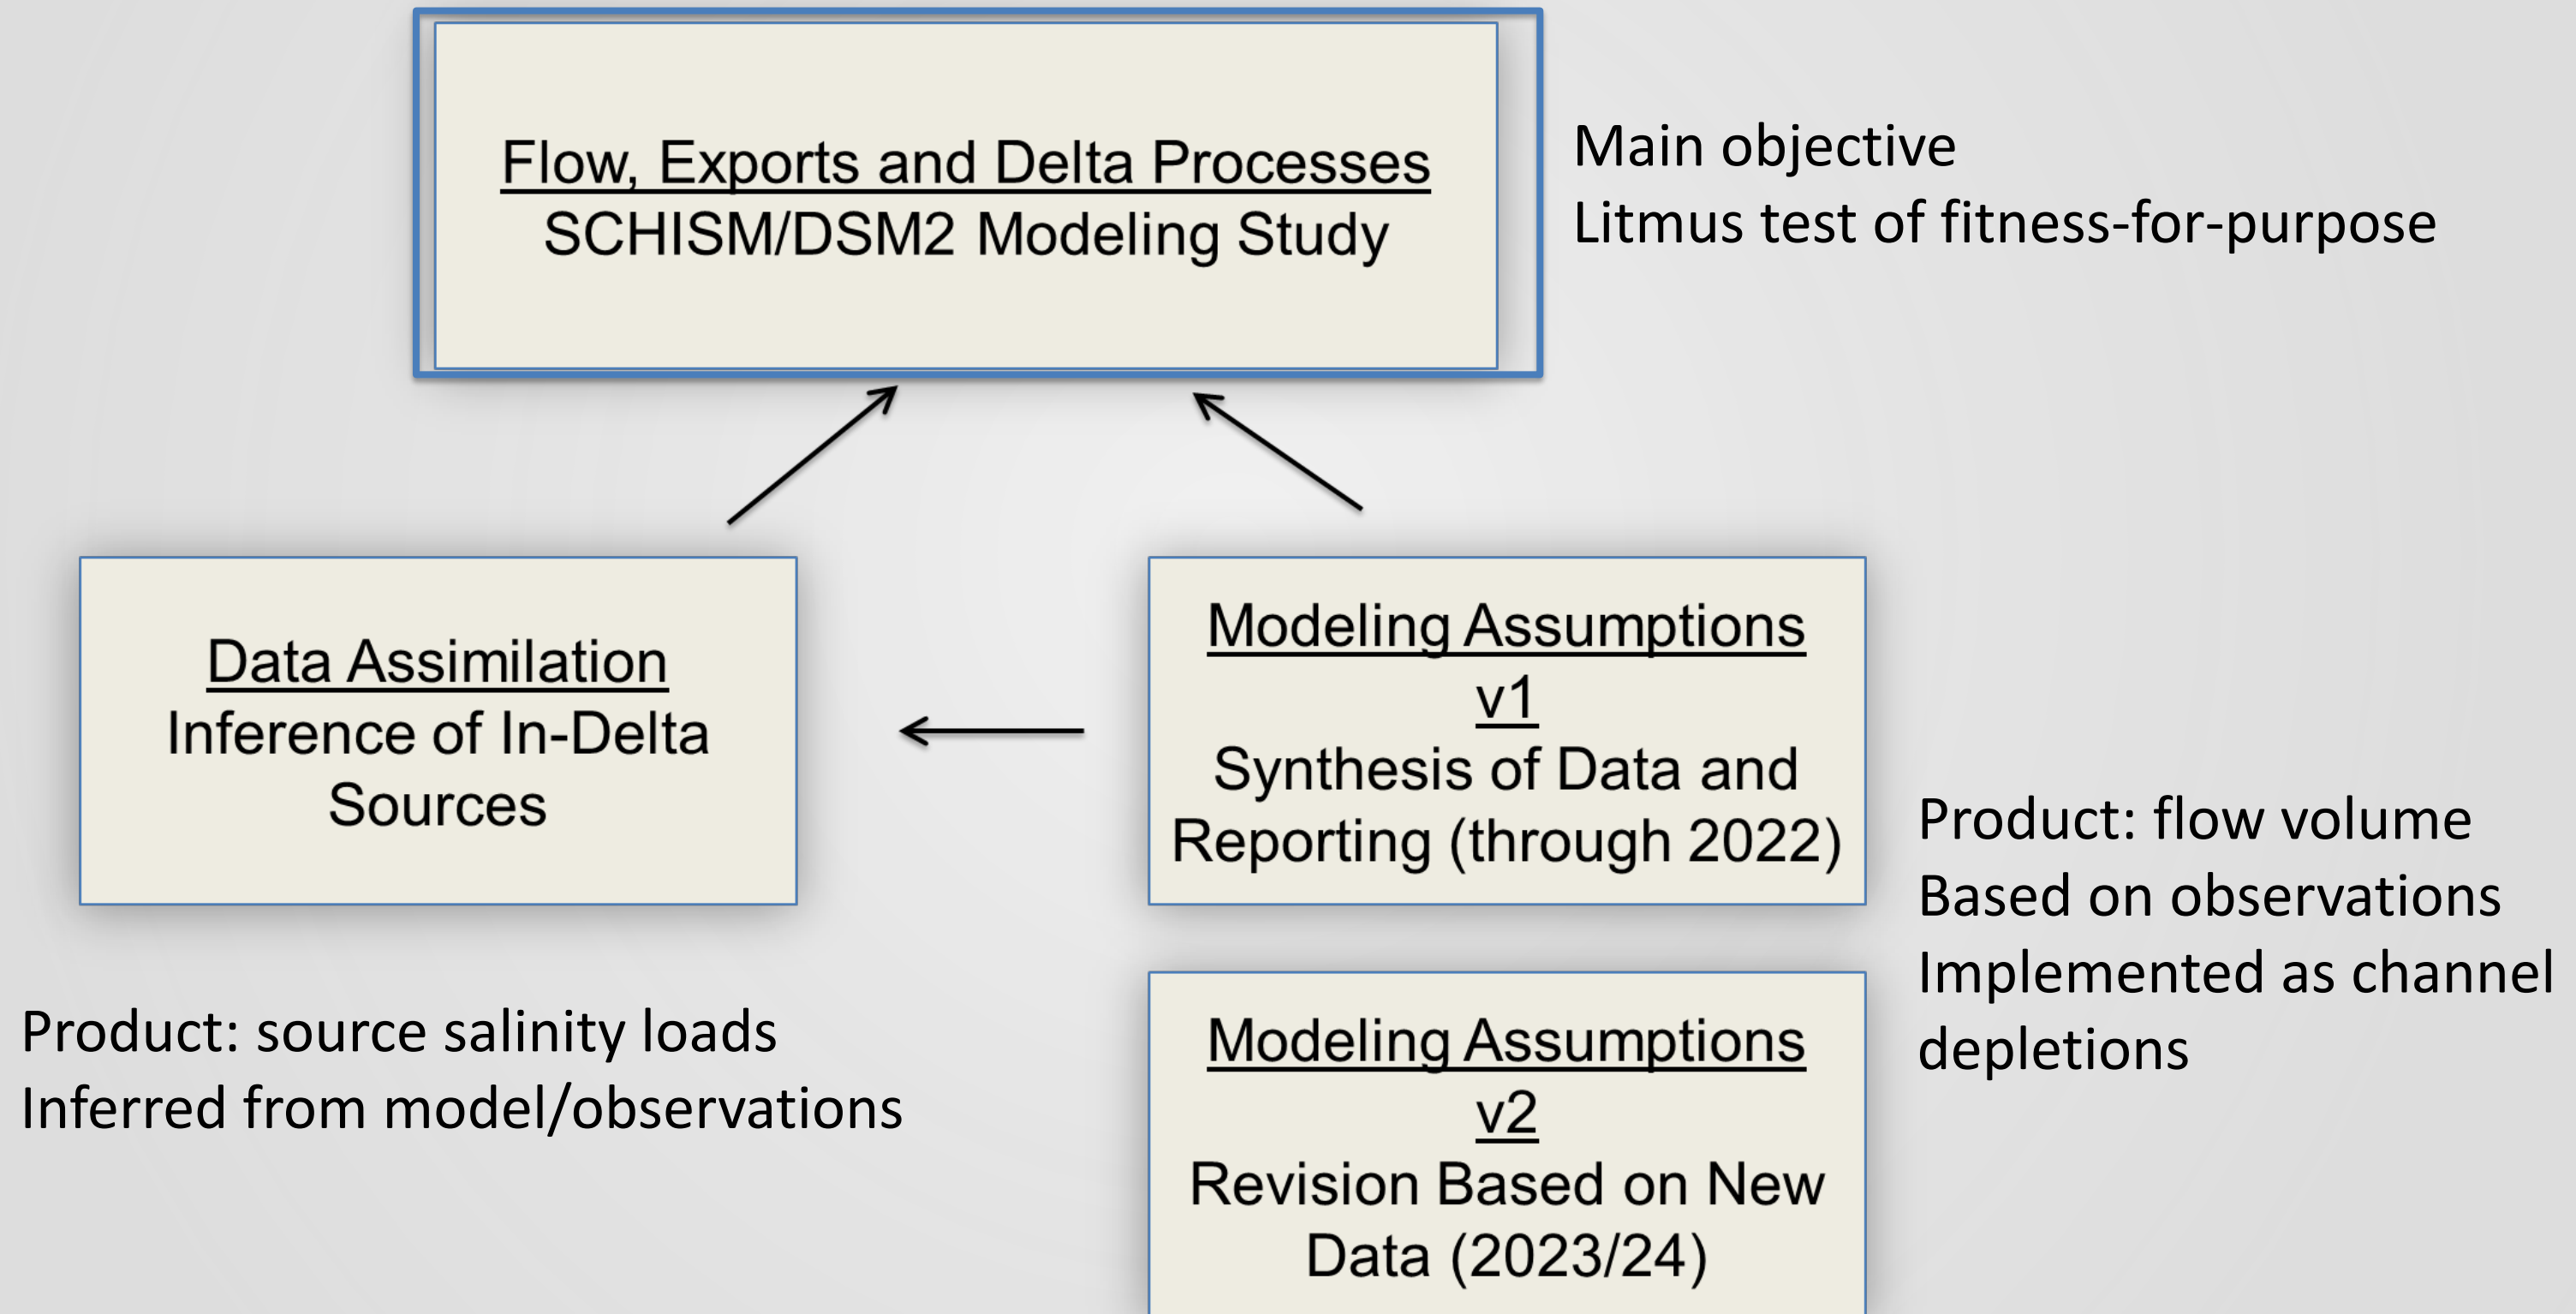 Flow, Exports and Delta Processes
SCHISM/DSM2 Modeling Study
Main objective
Litmus test of fitness-for-purpose
Data Assimilation
Inference of In-Delta
Sources
Modeling Assumptions
v1
Synthesis of Data and
Reporting (through 2022)
Product: flow volume
Based on observations
Implemented as channel
depletions
Product: source salinity loads
Inferred from model/observations
Modeling Assumptions
v2
Revision Based on New
Data (2023/24)